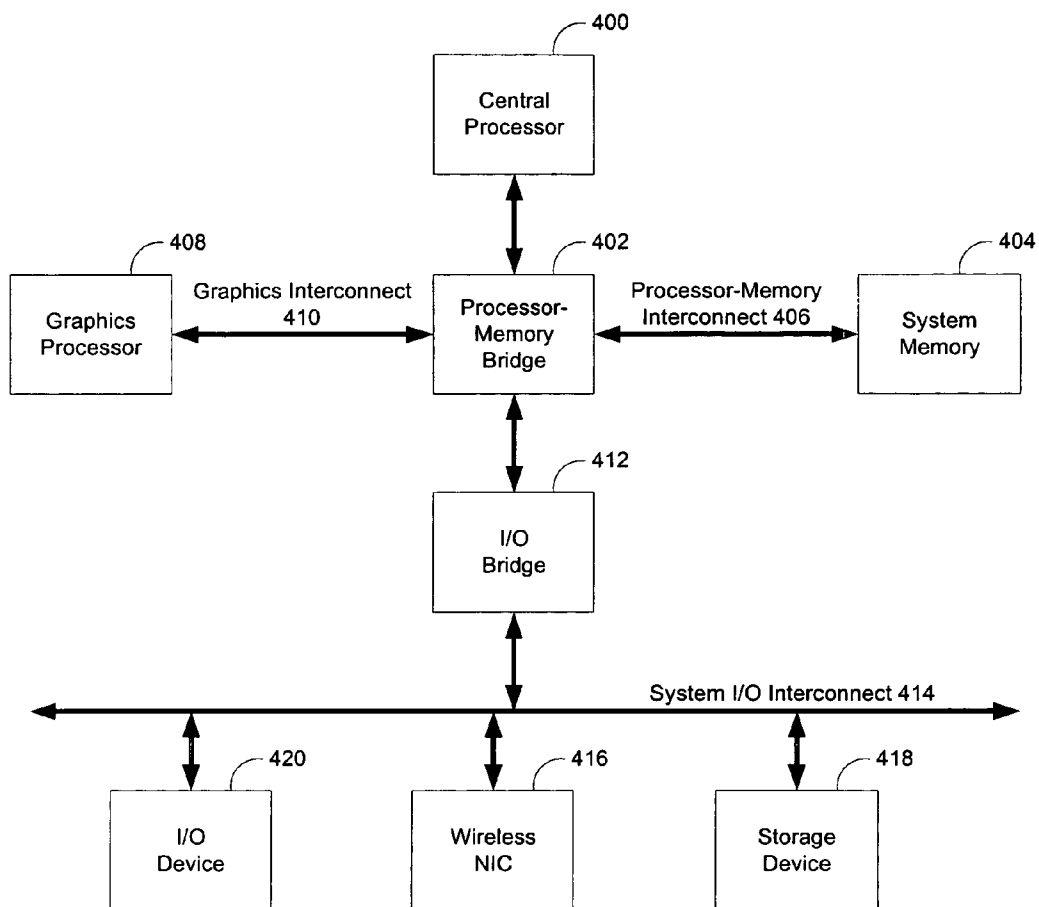 400
Central
Processor
408
402
404
Graphics Interconnect
410
Processor-Memory
Interconnect 406
Graphics
Processor
Processor-
Memory
Bridge
System
Memory
412
I/O
Bridge
System I/O Interconnect 414
420
416
418
I/O
Device
Wireless
NIC
Storage
Device